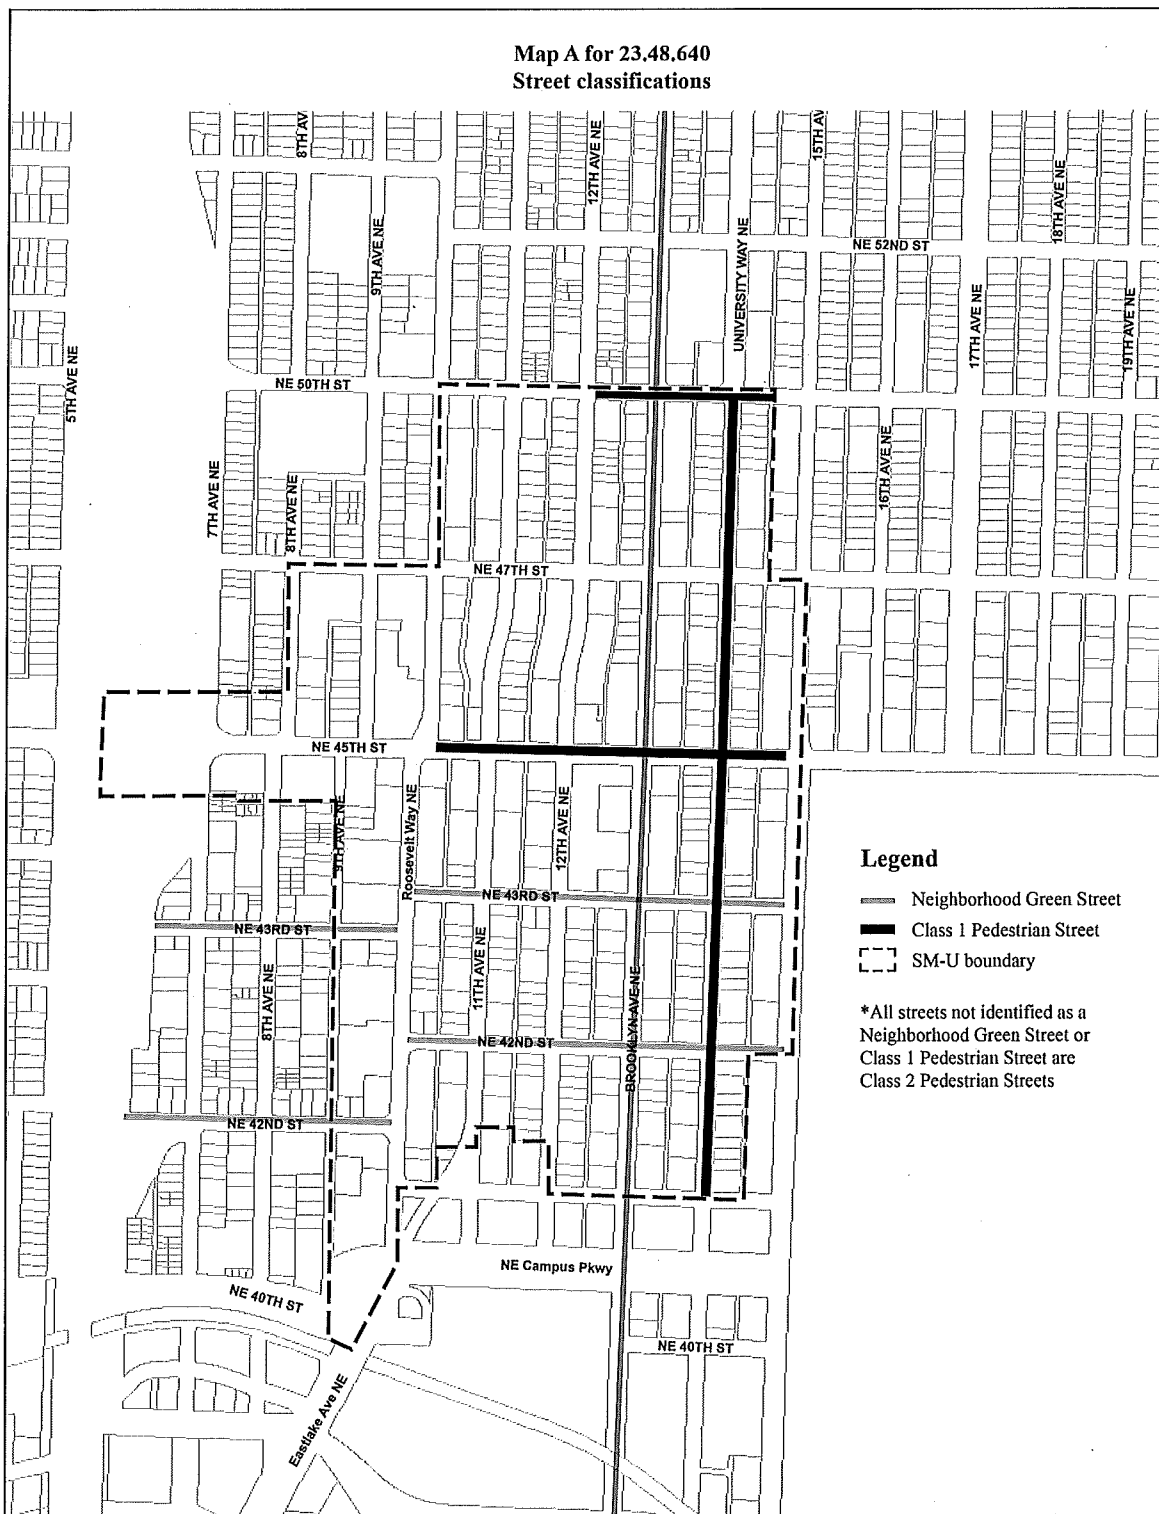 Map A for 23.48.640
Street classifications
8TH AV
12TH AVE NE
15TH AV
18TH AVE NE
9TH AVE NE
UNIVERSITY WAY NE
NE 52ND ST
17TH AVE NE
19TH AVE NE
5TH AVE NE
NE 50TH ST
7TH AVE NE
8TH AVE NE
16TH AVE NE
NE 47TH ST
NE 45TH ST
9TH AVE NE
Roosevelt Way NE
12TH AVE NE
NE 43RD ST
NE 43RD ST
8TH AVE NE
11TH AVE NE
BROOKLYN AVE NE
NE 42ND ST
NE 42ND ST
NE Campus Pkwy
NE 40TH ST
NE 40TH ST
Eastlake Ave NE
Legend
Neighborhood Green Street
Class 1 Pedestrian Street
SM-U boundary
*All streets not identified as a
Neighborhood Green Street or
Class 1 Pedestrian Street are
Class 2 Pedestrian Streets